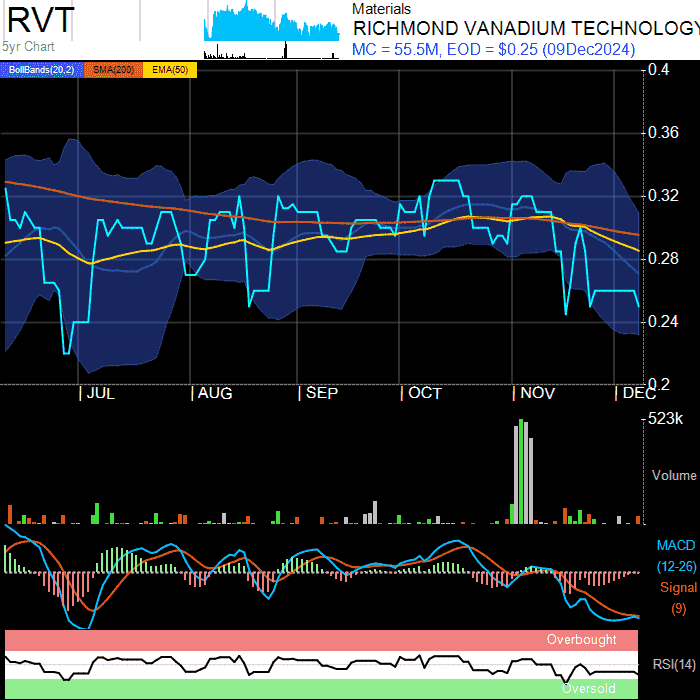 RVT
5yr Chart
Materials
RICHMOND VANADIUM TECHNOLOGY
MC = 55.5M, EOD = $0.25 (09Dec2024)
BollBands(20,2) SMA(200) EMA(50)
0.4
0.36
0.32
0.28
0.24
0.2
JUL AUG SEP OCT NOV DEC
523k
Volume
MACD
(12-26)
Signal
(9)
Overbought
RSI(14)
Oversold